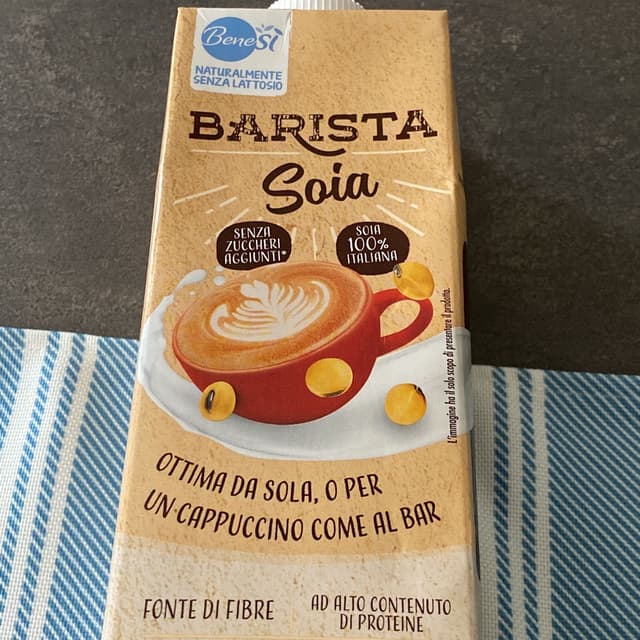 BeneSì
NATURALMENTE
SENZA LATTOSIO
BARISTA
Soia
SENZA
ZUCCHERI
AGGIUNTI*
SOIA
100%
ITALIANA
L'immagine ha il solo scopo di presentare il prodotto.
OTTIMA DA SOLA, O PER
UN CAPPUCCINO COME AL BAR
FONTE DI FIBRE
AD ALTO CONTENUTO
DI PROTEINE